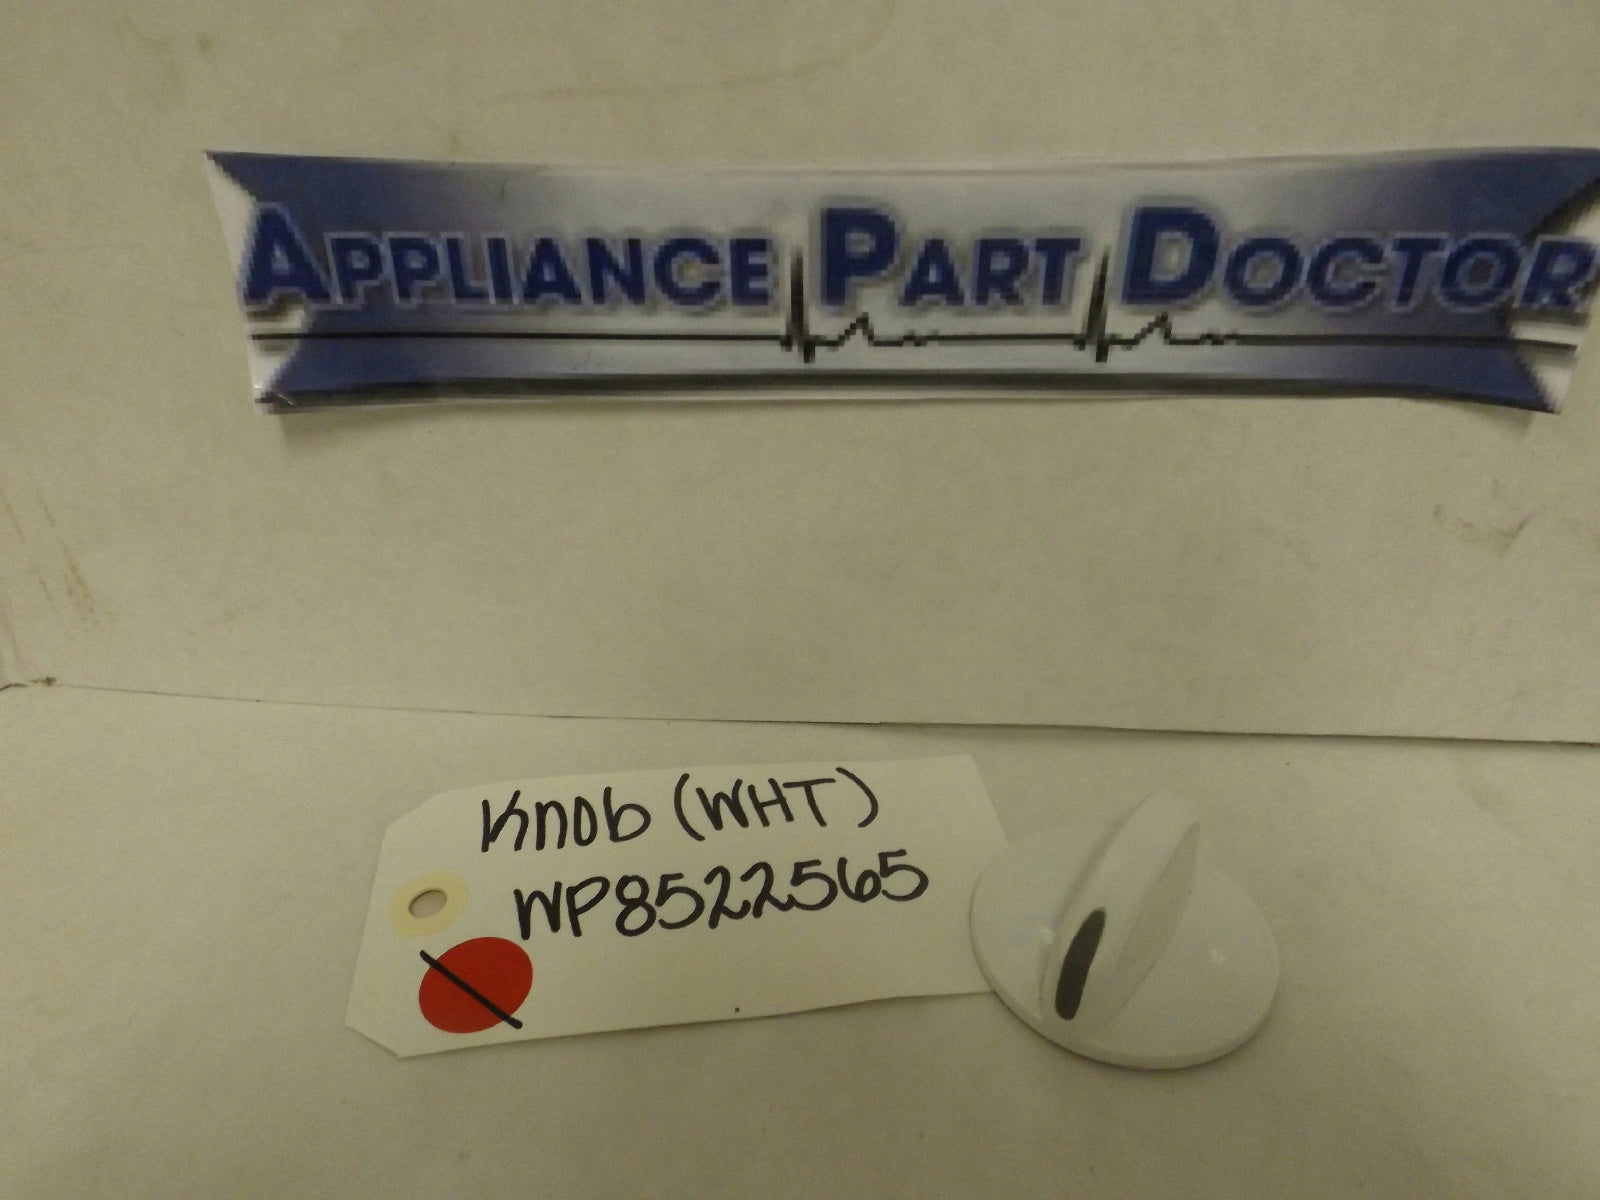 APPLIANCE PART DOCTOR
Knob (WHT)
WP8522565